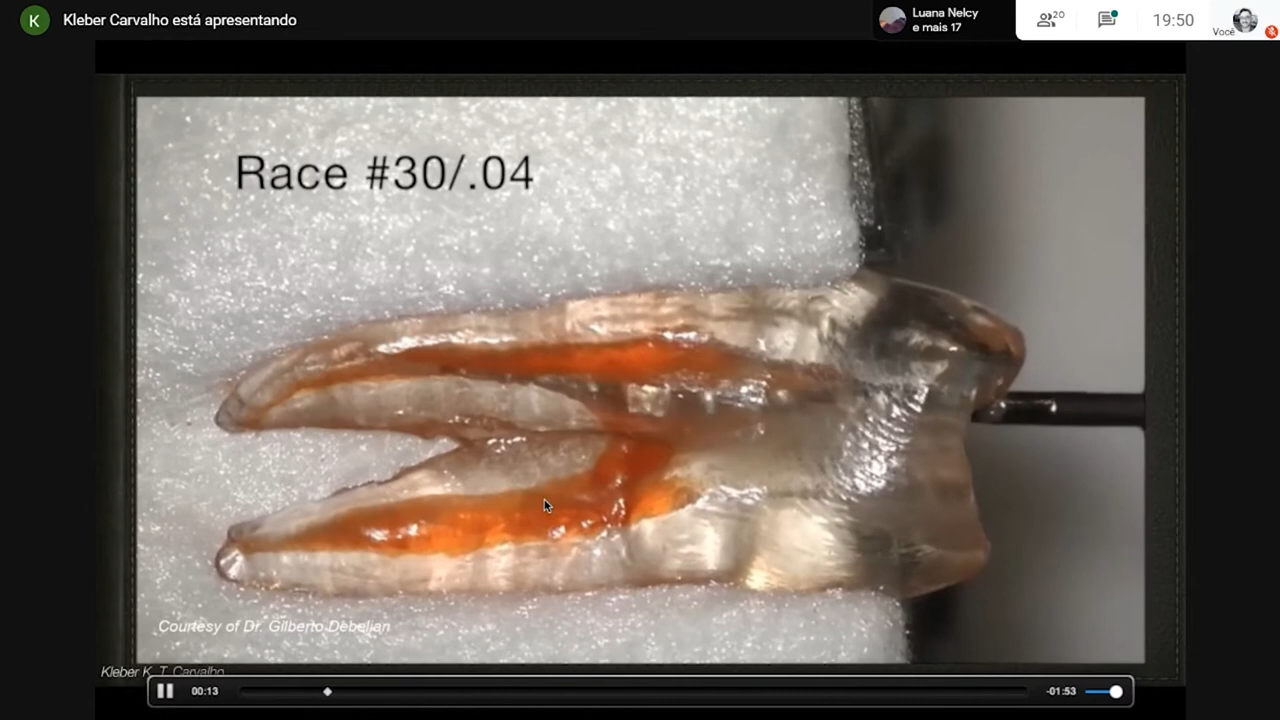 K
Kleber Carvalho está apresentando
Luana Nelcy
e mais 17
20
19:50
Você
Race #30/.04
Courtesy of Dr. Gilberto Debelian
Kleber K. T. Carvalho
00:13
-01:53